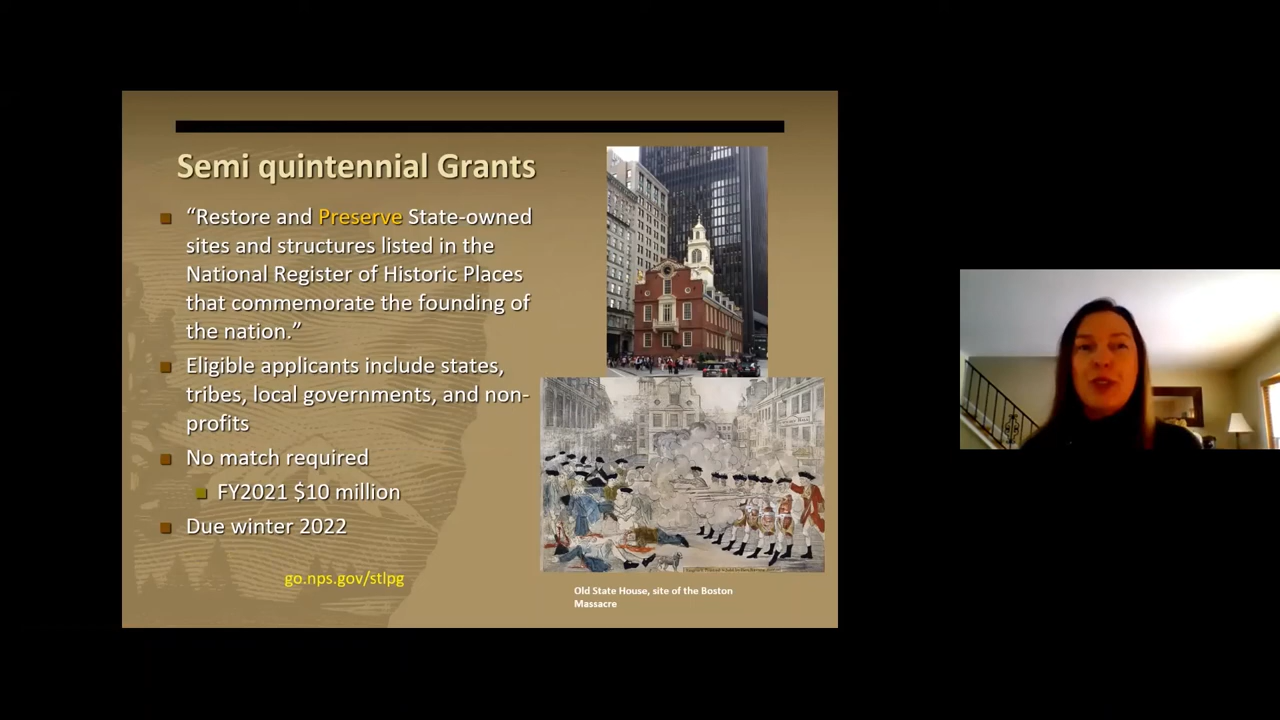 Semi quintennial Grants
“Restore and Preserve State-owned
sites and structures listed in the
National Register of Historic Places
that commemorate the founding of
the nation.”
Eligible applicants include states,
tribes, local governments, and non-
profits
No match required
FY2021 $10 million
Due winter 2022
go.nps.gov/stlpg
Old State House, site of the Boston
Massacre